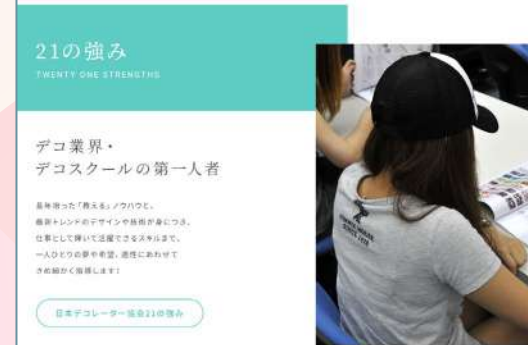 21の強み
TWENTY ONE STRENGTHS
デコ業界・
デコスクールの第一人者
長年培った「教える」ノウハウと、
最新トレンドのデザインや技術が身につき、
仕事として輝いて活躍できるスキルまで、
一人ひとりの夢や希望、適性にあわせて
きめ細かく指導します!
日本デコレーター協会21の強み